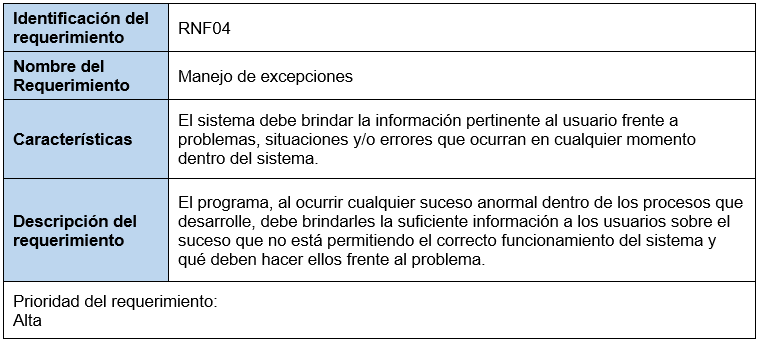 Identificación del
requerimiento
RNF04
Nombre del
Requerimiento
Manejo de excepciones
Características
El sistema debe brindar la información pertinente al usuario frente a
problemas, situaciones y/o errores que ocurran en cualquier momento
dentro del sistema.
Descripción del
requerimiento
El programa, al ocurrir cualquier suceso anormal dentro de los procesos que
desarrolle, debe brindarles la suficiente información a los usuarios sobre el
suceso que no está permitiendo el correcto funcionamiento del sistema y
qué deben hacer ellos frente al problema.
Prioridad del requerimiento:
Alta